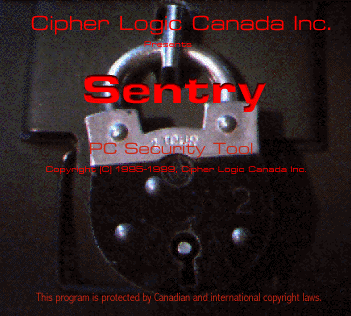 Cipher Logic Canada Inc.
Presents
Sentry
PC Security Tool
Copyright (C) 1996-1999, Cipher Logic Canada Inc.
This program is protected by Canadian and international copyright laws.